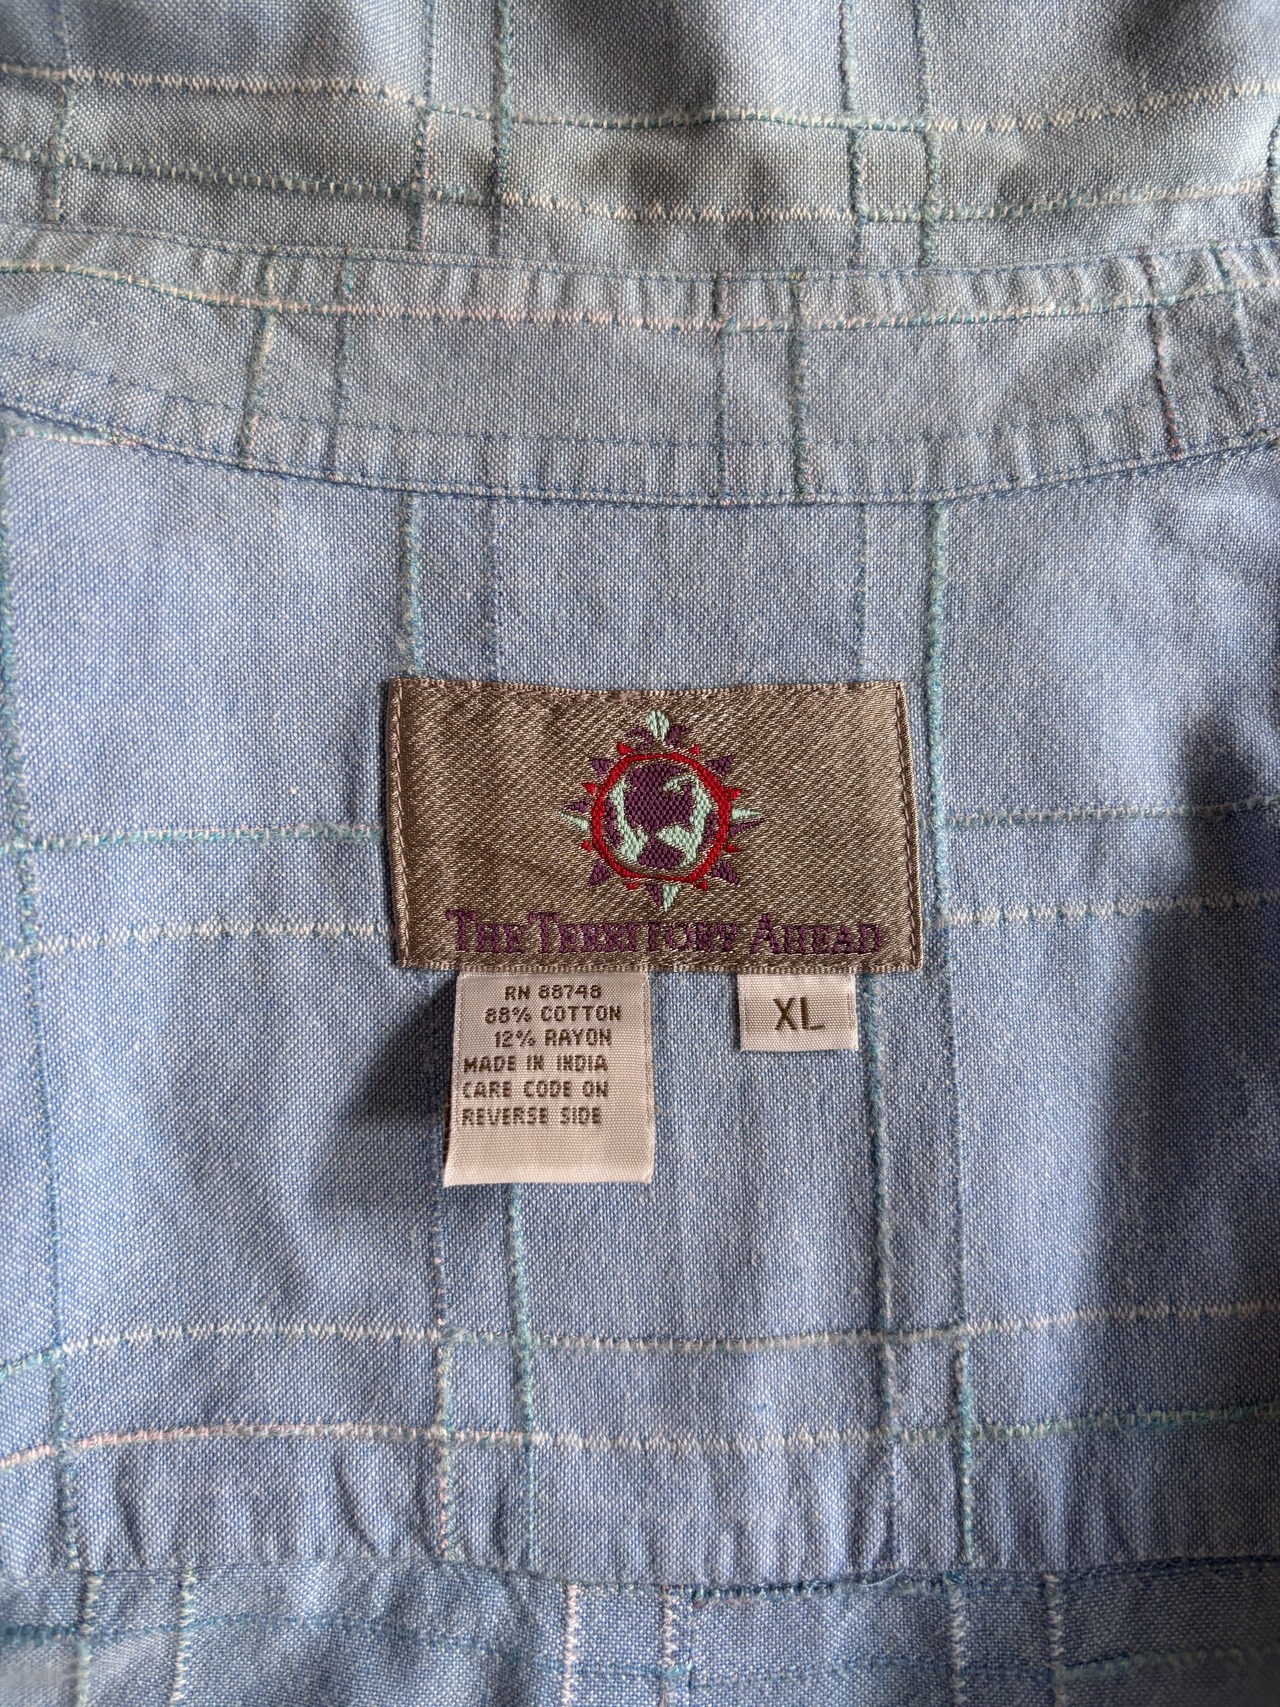 THE TERRITORY AHEAD
RN 88748
88% COTTON
12% RAYON
MADE IN INDIA
CARE CODE ON
REVERSE SIDE
XL